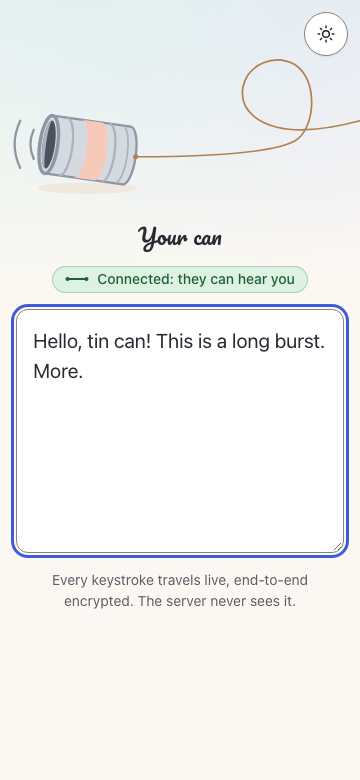 Your can
Connected: they can hear you
Hello, tin can! This is a long burst.
More.
Every keystroke travels live, end-to-end
encrypted. The server never sees it.